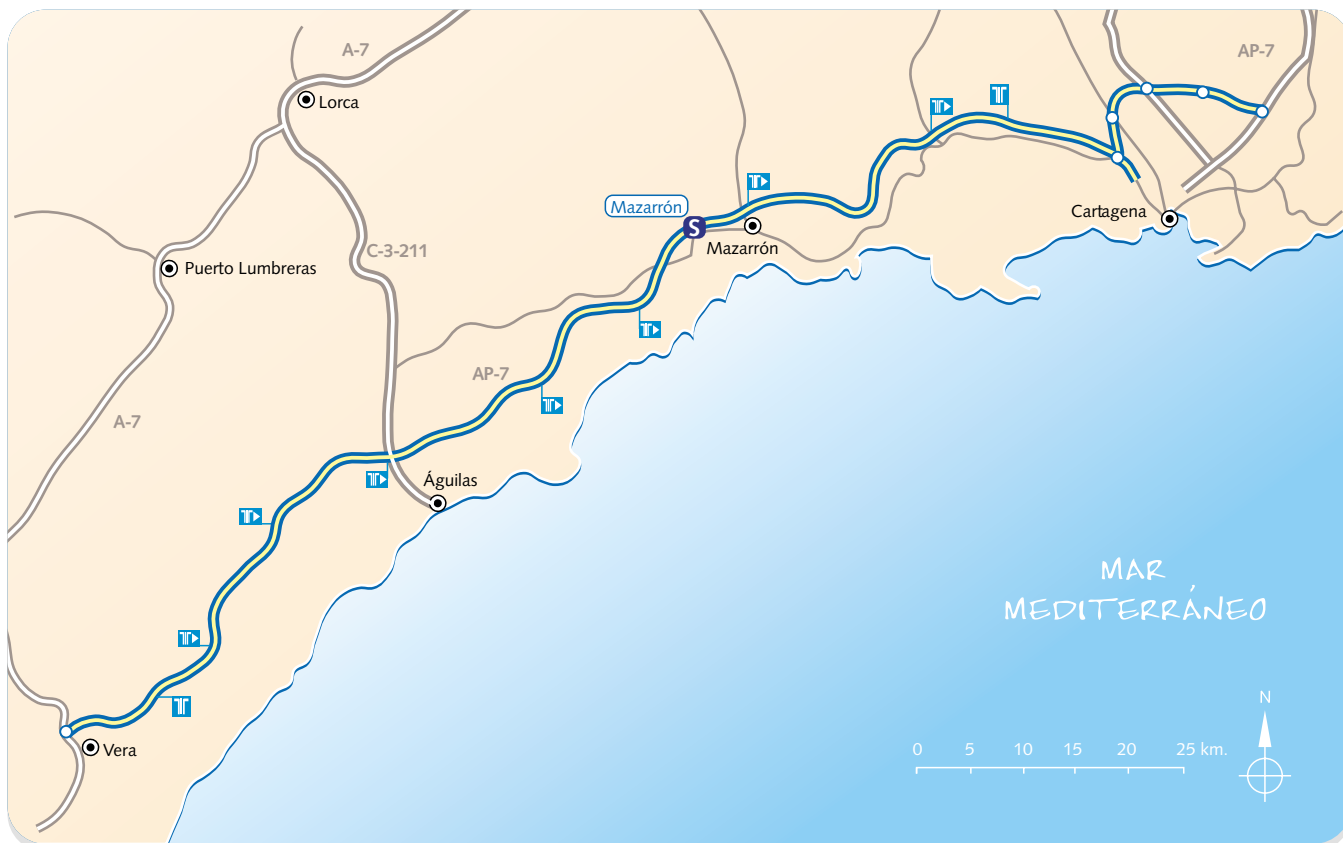 A-7
AP-7
Lorca
Mazarrón
S
Cartagena
Mazarrón
C-3-211
Puerto Lumbreras
AP-7
A-7
Águilas
MAR
MEDITERRÁNEO
N
Vera
0 5 10 15 20 25 km.